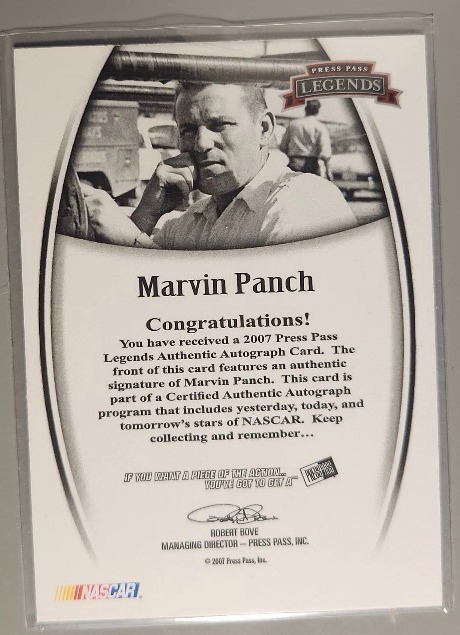 PRESS PASS
LEGENDS
Marvin Panch
Congratulations!
You have received a 2007 Press Pass
Legends Authentic Autograph Card. The
front of this card features an authentic
signature of Marvin Panch. This card is
part of a Certified Authentic Autograph
program that includes yesterday, today, and
tomorrow's stars of NASCAR. Keep
collecting and remember...
IF YOU WANT A PIECE OF THE ACTION...
YOU'VE GOT TO GET A
PRESS PASS
ROBERT BOVE
MANAGING DIRECTOR – PRESS PASS, INC.
© 2007 Press Pass, Inc.
NASCAR